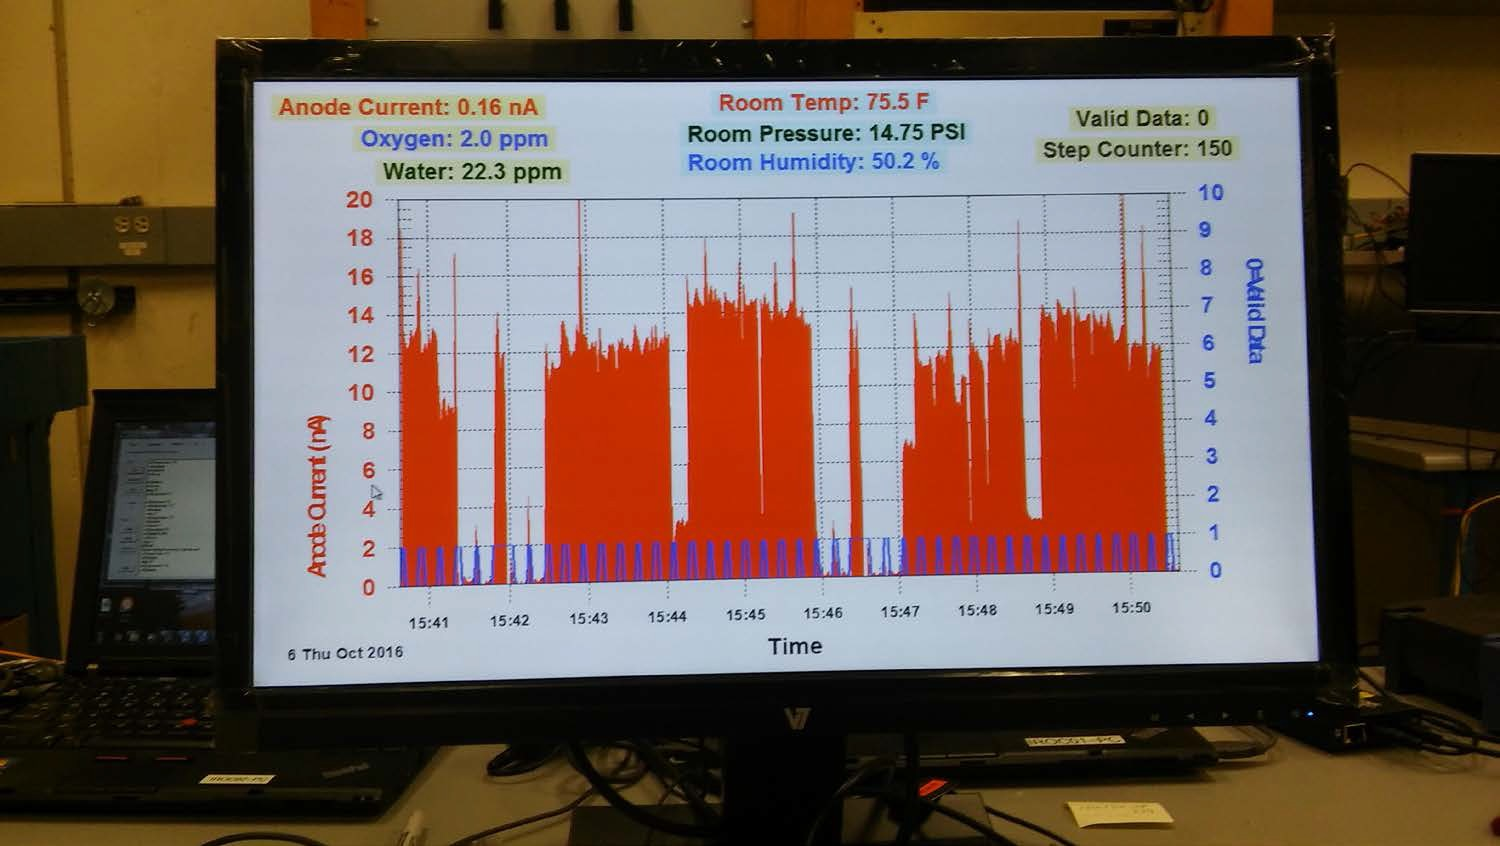 Anode Current: 0.16 nA
Oxygen: 2.0 ppm
Water: 22.3 ppm
Room Temp: 75.5 F
Room Pressure: 14.75 PSI
Room Humidity: 50.2 %
Valid Data: 0
Step Counter: 150
Anode Current (nA)
20
18
16
14
12
10
8
6
4
2
0
10
9
8
7
6
5
4
3
2
1
0
0=Valid Data
15:41 15:42 15:43 15:44 15:45 15:46 15:47 15:48 15:49 15:50
Time
6 Thu Oct 2016
V7